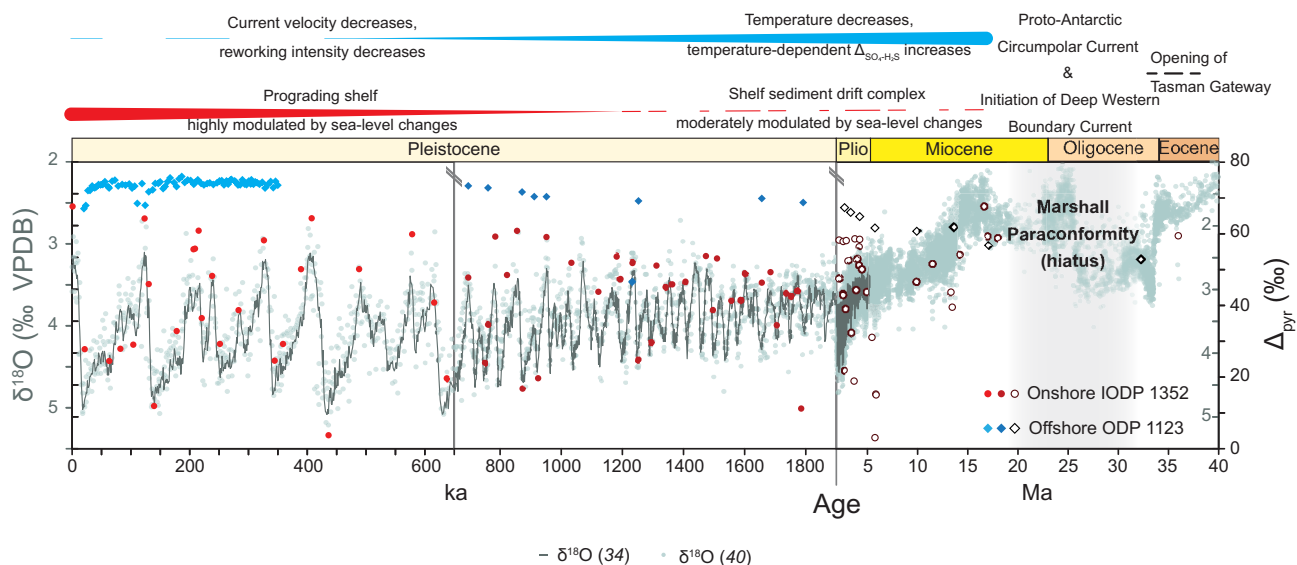 Current velocity decreases,
reworking intensity decreases
Temperature decreases,
temperature-dependent ΔSO₄-H₂S increases
Proto-Antarctic
Circumpolar Current
&
Initiation of Deep Western
Boundary Current
Opening of
Tasman Gateway
Prograding shelf
highly modulated by sea-level changes
Shelf sediment drift complex
moderately modulated by sea-level changes
Pleistocene
Plio
Miocene
Oligocene
Eocene
2
3
4
5
δ¹⁸O (‰ VPDB)
Marshall
Paraconformity
(hiatus)
2
3
4
5
80
60
40
20
0
Δpyr (‰)
Onshore IODP 1352
Offshore ODP 1123
0
200
400
600
800
1000
1200
1400
1600
1800
5
10
15
20
25
30
35
40
ka
Age
Ma
δ¹⁸O (34)
δ¹⁸O (40)